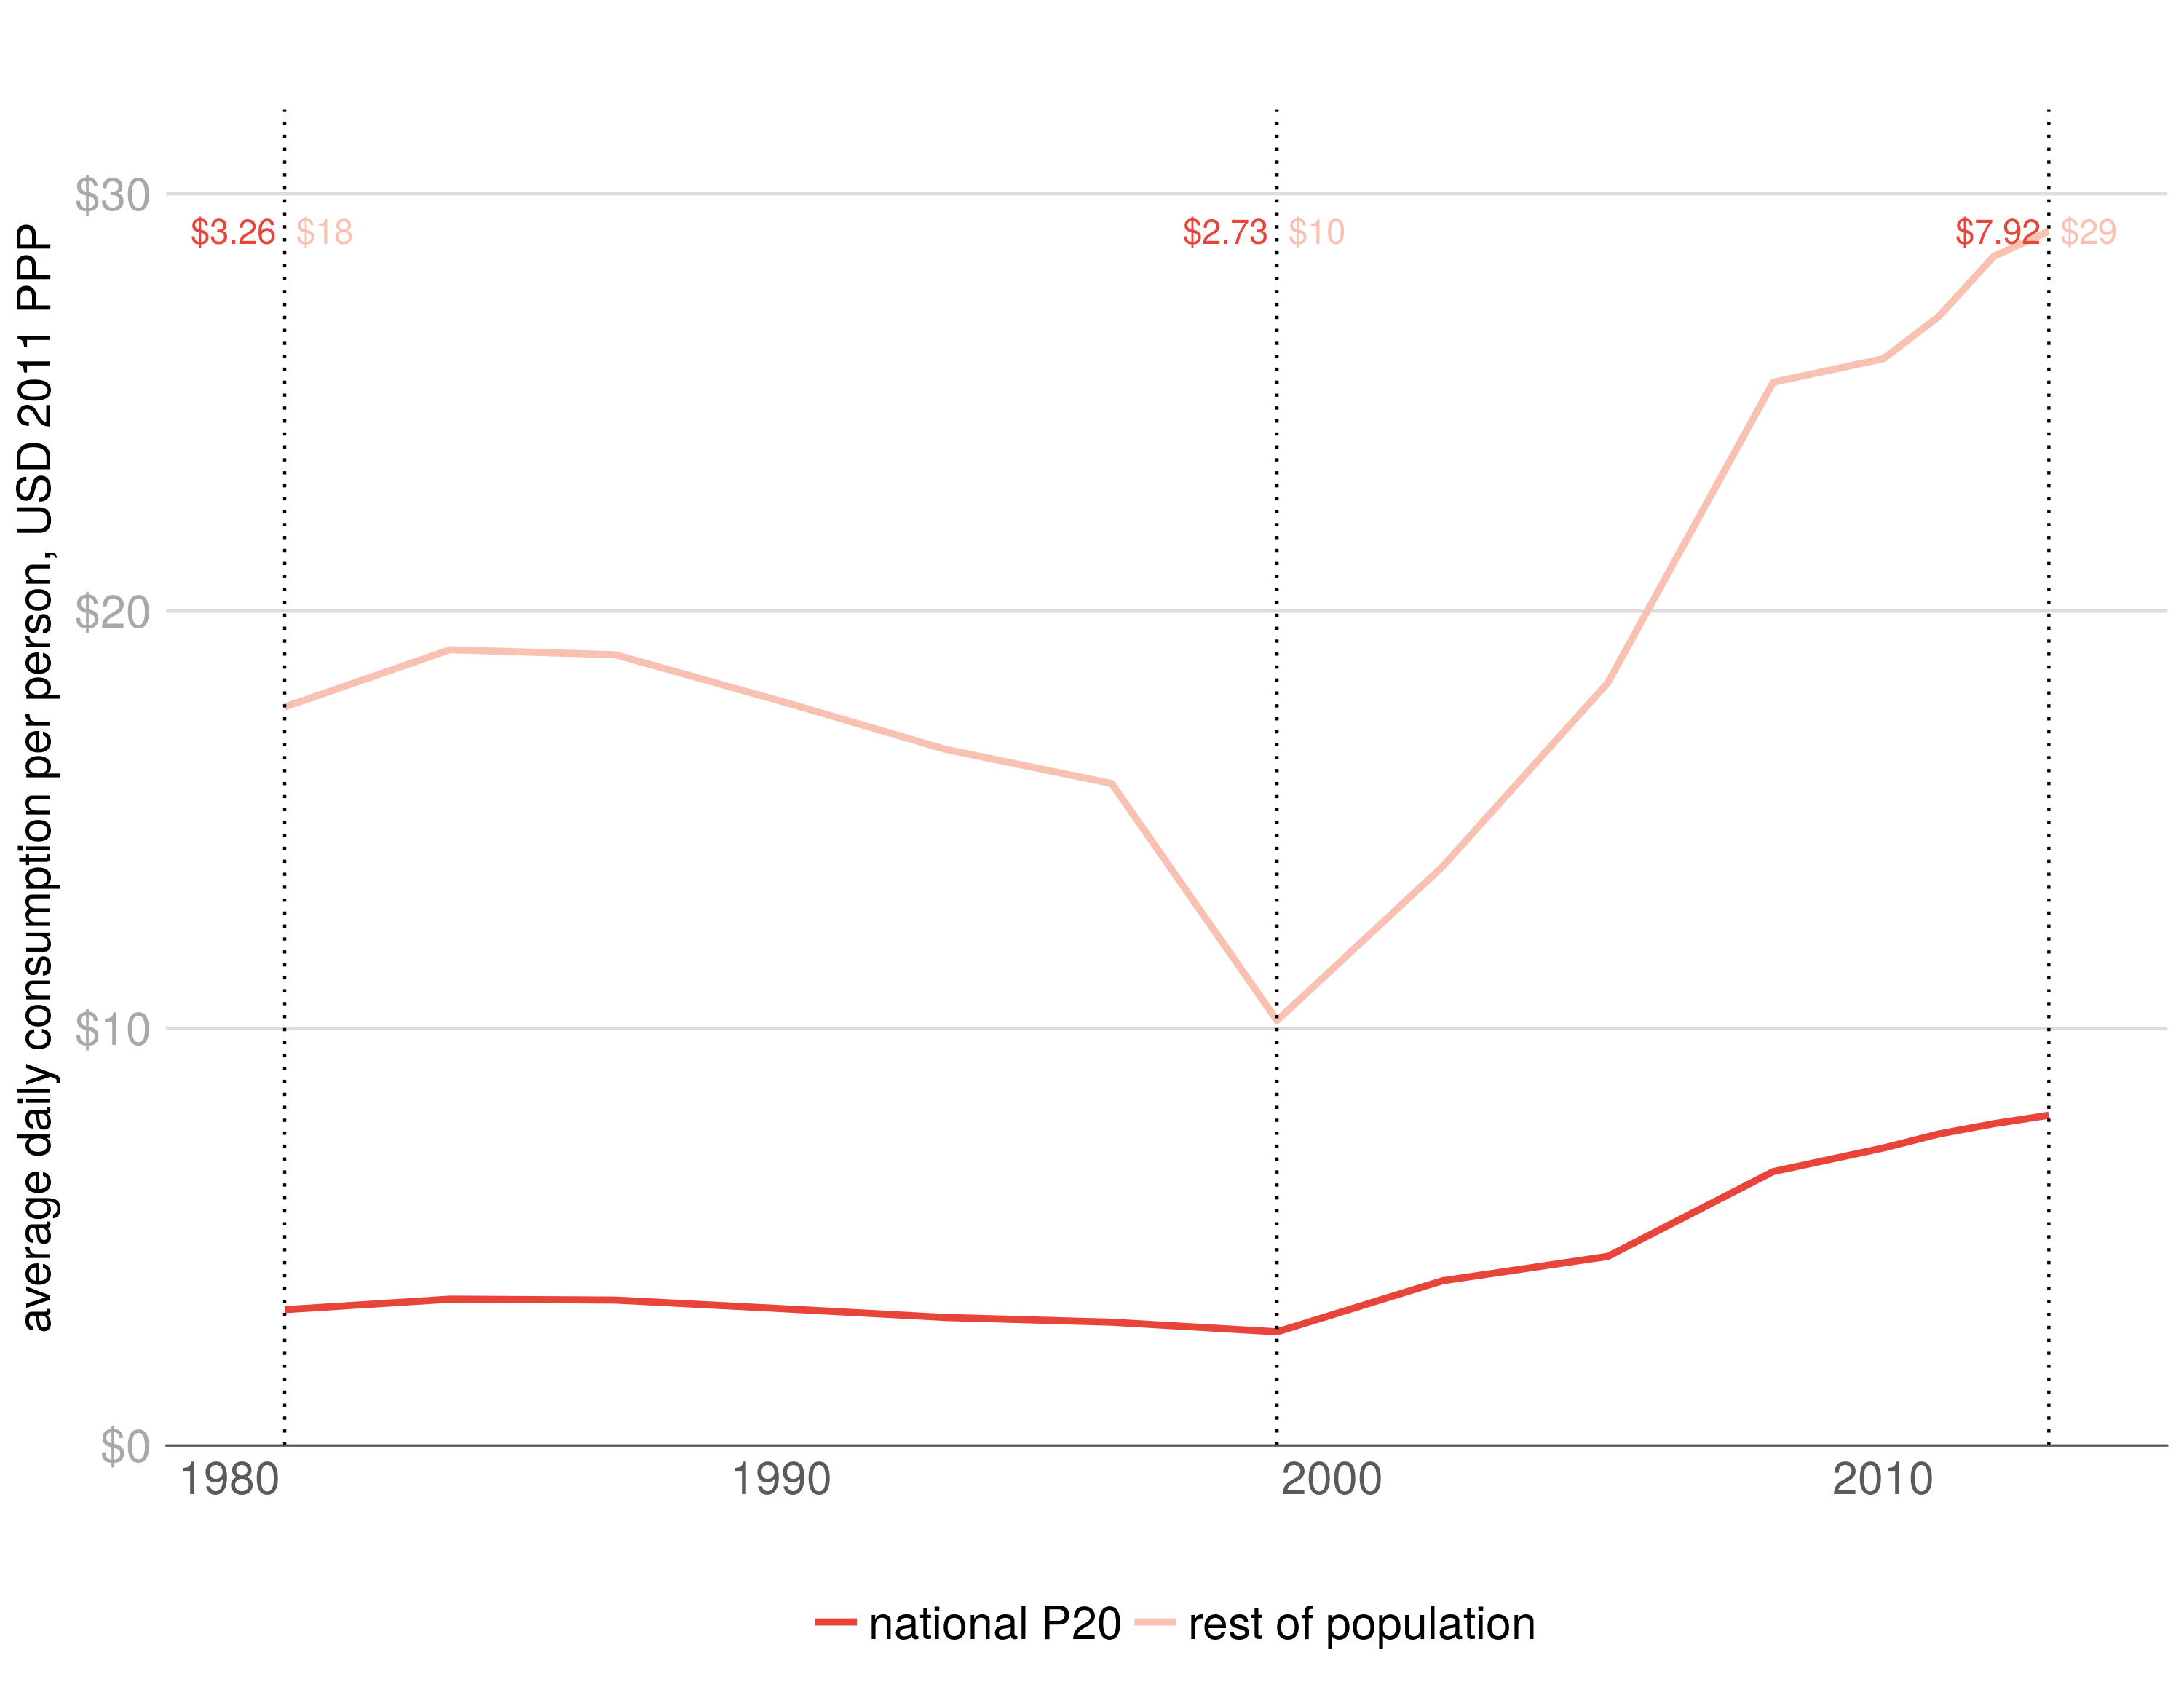 average daily consumption per person, USD 2011 PPP
$30
$3.26 $18
$2.73 $10
$7.92 $29
$20
$10
$0
1980 1990 2000 2010
national P20 rest of population